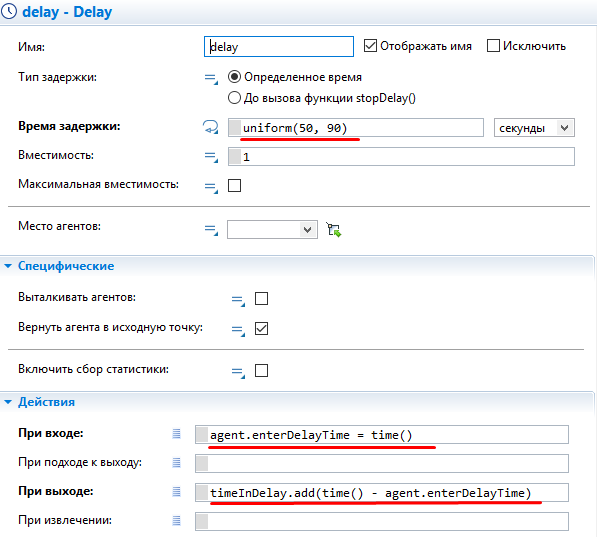 delay - Delay
Имя: delay Отображать имя Исключить
Тип задержки: Определенное время
До вызова функции stopDelay()
Время задержки: uniform(50, 90) секунды
Вместимость: 1
Максимальная вместимость:
Место агентов:
Специфические
Выталкивать агентов:
Вернуть агента в исходную точку:
Включить сбор статистики:
Действия
При входе: agent.enterDelayTime = time()
При подходе к выходу:
При выходе: timeInDelay.add(time() - agent.enterDelayTime)
При извлечении: